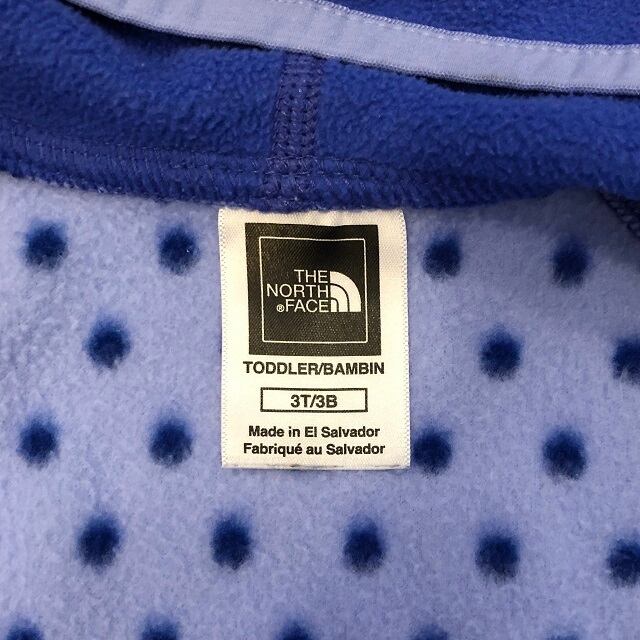 THE
NORTH
®FACE
TODDLER/BAMBIN
3T/3B
Made in El Salvador
Fabriqué au Salvador